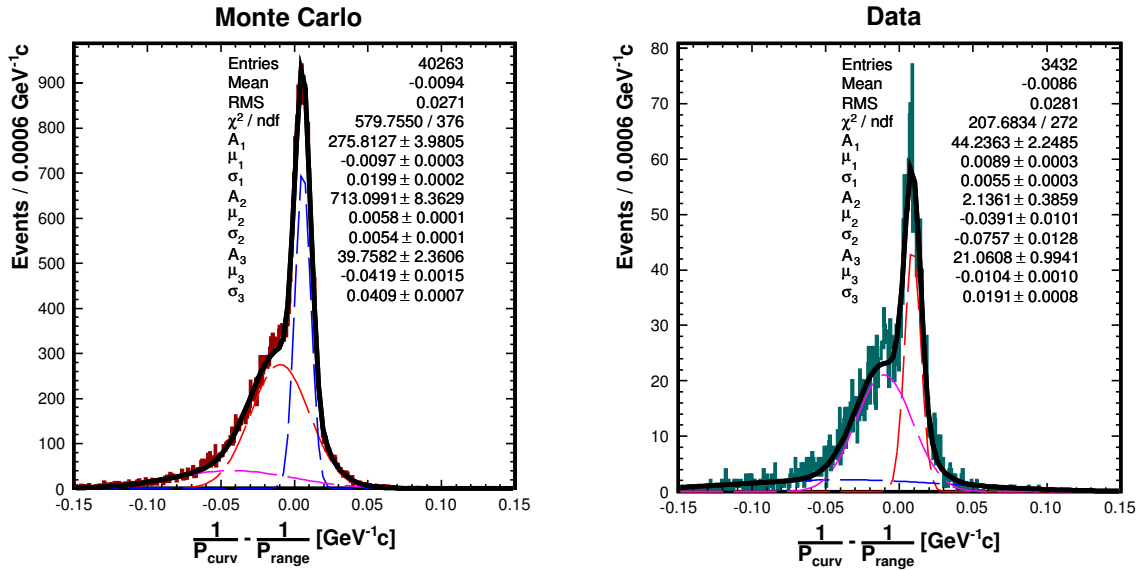 Monte Carlo
Events / 0.0006 GeV⁻¹c
900
800
700
600
500
400
300
200
100
0
Entries 40263
Mean -0.0094
RMS 0.0271
χ² / ndf 579.7550 / 376
A₁ 275.8127 ± 3.9805
μ₁ -0.0097 ± 0.0003
σ₁ 0.0199 ± 0.0002
A₂ 713.0991 ± 8.3629
μ₂ 0.0058 ± 0.0001
σ₂ 0.0054 ± 0.0001
A₃ 39.7582 ± 2.3606
μ₃ -0.0419 ± 0.0015
σ₃ 0.0409 ± 0.0007
-0.15 -0.10 -0.05 0.00 0.05 0.10 0.15
1/P_curv - 1/P_range [GeV⁻¹c]
Data
Events / 0.0006 GeV⁻¹c
80
70
60
50
40
30
20
10
0
Entries 3432
Mean -0.0086
RMS 0.0281
χ² / ndf 207.6834 / 272
A₁ 44.2363 ± 2.2485
μ₁ 0.0089 ± 0.0003
σ₁ 0.0055 ± 0.0003
A₂ 2.1361 ± 0.3859
μ₂ -0.0391 ± 0.0101
σ₂ -0.0757 ± 0.0128
A₃ 21.0608 ± 0.9941
μ₃ -0.0104 ± 0.0010
σ₃ 0.0191 ± 0.0008
-0.15 -0.10 -0.05 0.00 0.05 0.10 0.15
1/P_curv - 1/P_range [GeV⁻¹c]